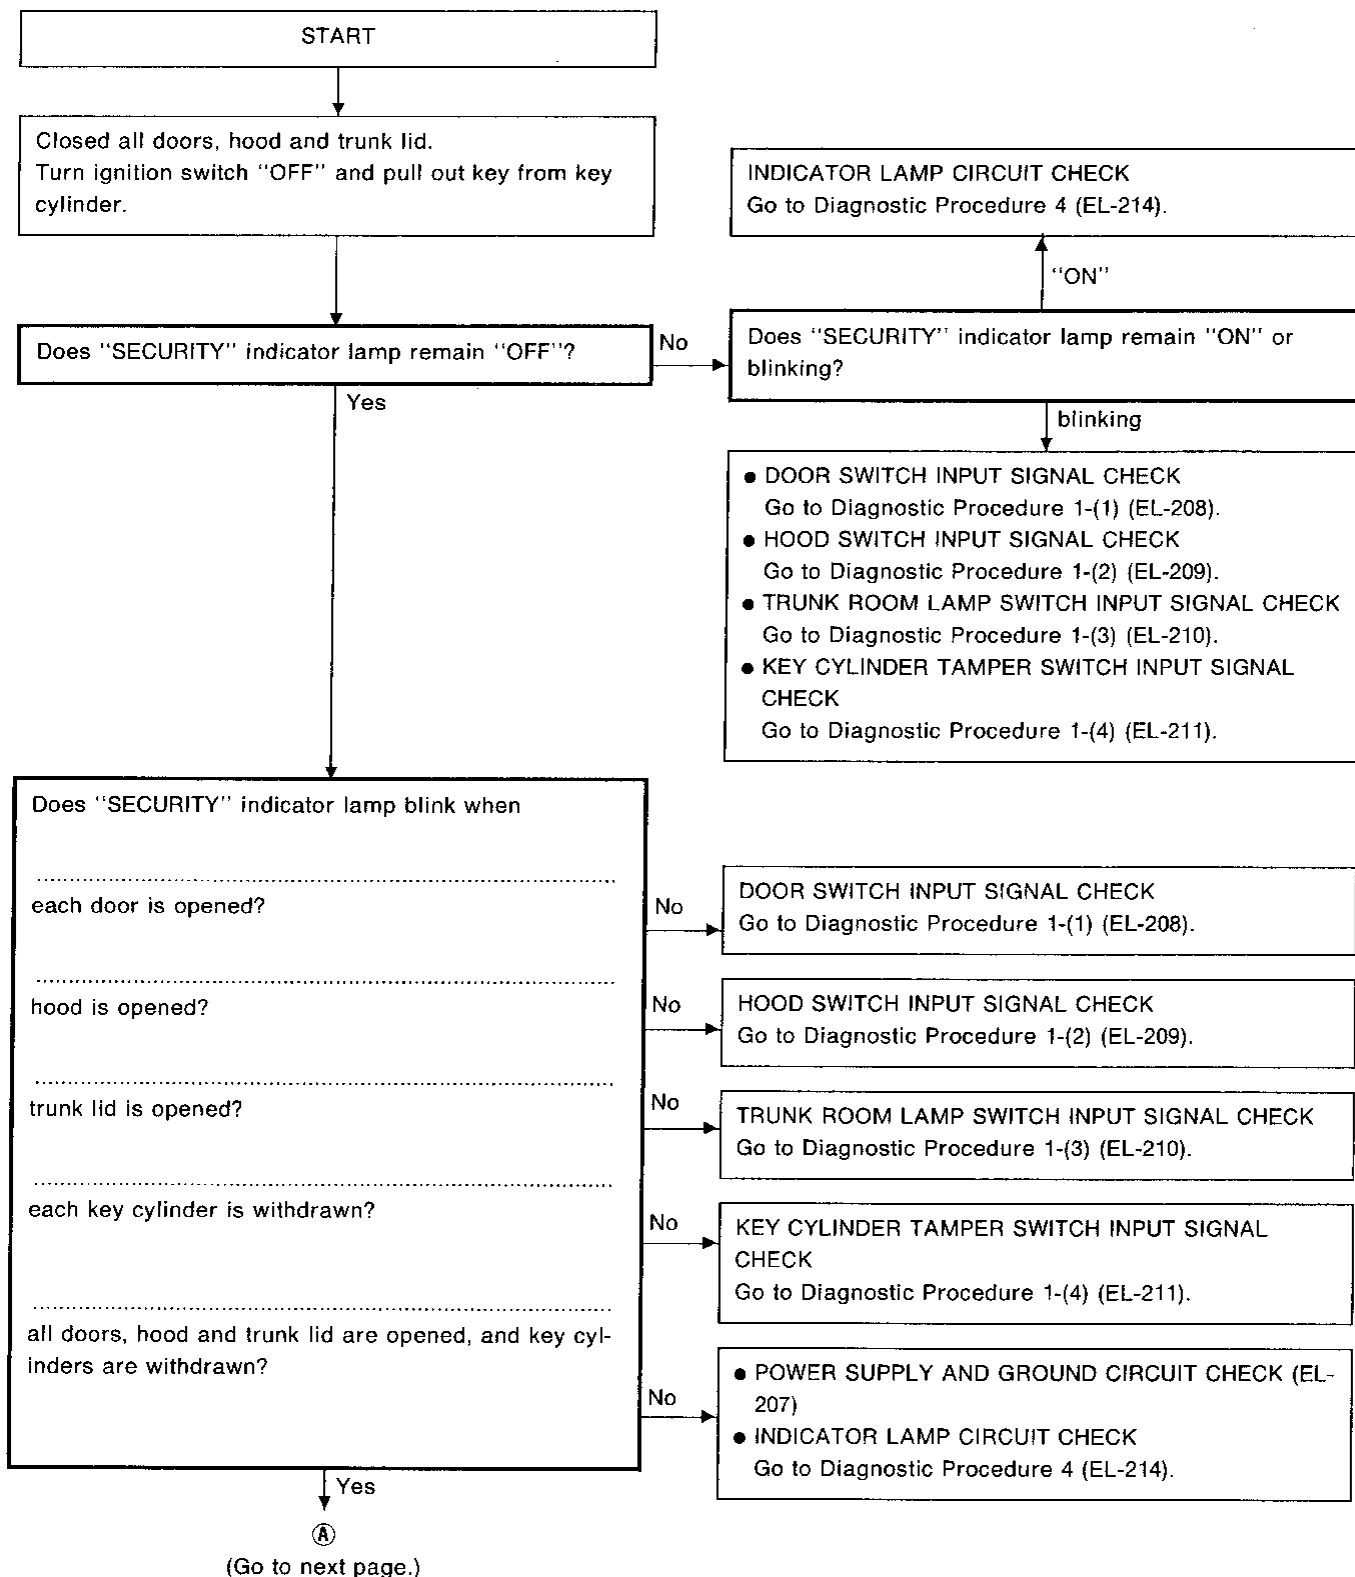 START
Closed all doors, hood and trunk lid.
Turn ignition switch "OFF" and pull out key from key
cylinder.
INDICATOR LAMP CIRCUIT CHECK
Go to Diagnostic Procedure 4 (EL-214).
"ON"
Does "SECURITY" indicator lamp remain "OFF"?
No
Does "SECURITY" indicator lamp remain "ON" or
blinking?
Yes
blinking
● DOOR SWITCH INPUT SIGNAL CHECK
Go to Diagnostic Procedure 1-(1) (EL-208).
● HOOD SWITCH INPUT SIGNAL CHECK
Go to Diagnostic Procedure 1-(2) (EL-209).
● TRUNK ROOM LAMP SWITCH INPUT SIGNAL CHECK
Go to Diagnostic Procedure 1-(3) (EL-210).
● KEY CYLINDER TAMPER SWITCH INPUT SIGNAL
CHECK
Go to Diagnostic Procedure 1-(4) (EL-211).
Does "SECURITY" indicator lamp blink when
each door is opened?
No
DOOR SWITCH INPUT SIGNAL CHECK
Go to Diagnostic Procedure 1-(1) (EL-208).
hood is opened?
No
HOOD SWITCH INPUT SIGNAL CHECK
Go to Diagnostic Procedure 1-(2) (EL-209).
trunk lid is opened?
No
TRUNK ROOM LAMP SWITCH INPUT SIGNAL CHECK
Go to Diagnostic Procedure 1-(3) (EL-210).
each key cylinder is withdrawn?
No
KEY CYLINDER TAMPER SWITCH INPUT SIGNAL
CHECK
Go to Diagnostic Procedure 1-(4) (EL-211).
all doors, hood and trunk lid are opened, and key cyl-
inders are withdrawn?
No
● POWER SUPPLY AND GROUND CIRCUIT CHECK (EL-
207)
● INDICATOR LAMP CIRCUIT CHECK
Go to Diagnostic Procedure 4 (EL-214).
Yes
Ⓐ
(Go to next page.)